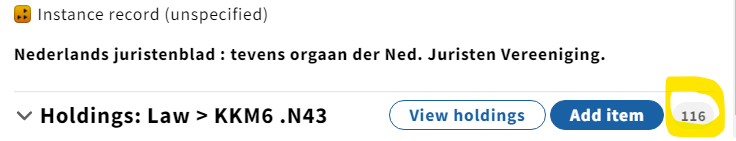 Instance record (unspecified)
Nederlands juristenblad : tevens orgaan der Ned. Juristen Vereeniging.
Holdings: Law > KKM6 .N43 View holdings Add item 116